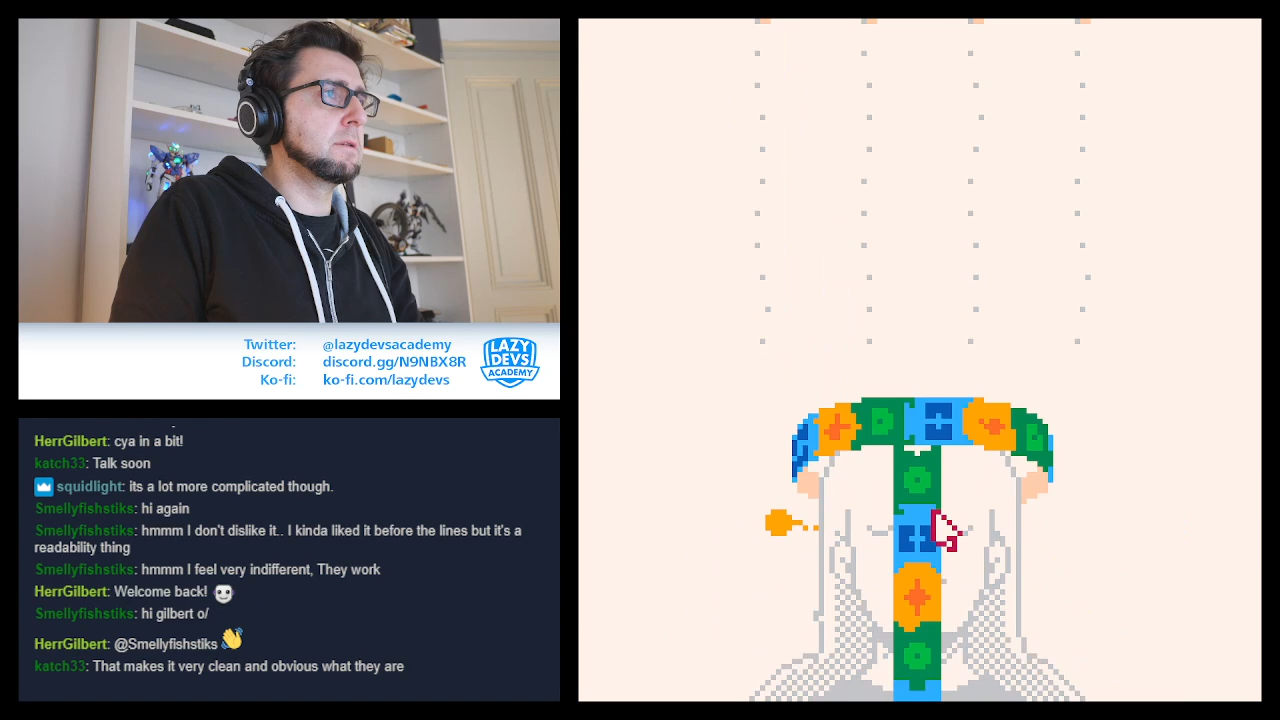 Twitter: @lazydevsacademy
Discord: discord.gg/N9NBX8R
Ko-fi: ko-fi.com/lazydevs
LAZY
DEVS
ACADEMY
HerrGilbert: cya in a bit!
katch33: Talk soon
squidlight: its a lot more complicated though.
Smellyfishstiks: hi again
Smellyfishstiks: hmmm I don't dislike it.. I kinda liked it before the lines but it's a
readability thing
Smellyfishstiks: hmmm I feel very indifferent, They work
HerrGilbert: Welcome back!
Smellyfishstiks: hi gilbert o/
HerrGilbert: @Smellyfishstiks
katch33: That makes it very clean and obvious what they are